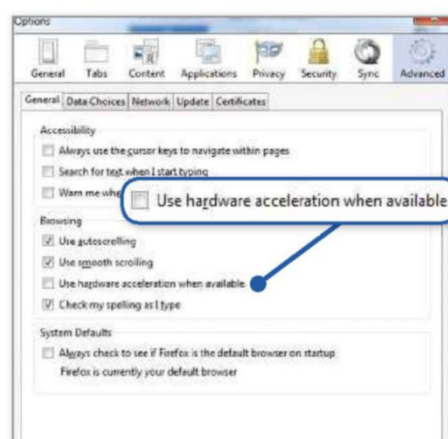 Options
General Tabs Content Applications Privacy Security Sync Advanced
General Data Choices Network Update Certificates
Accessibility
Always use the cursor keys to navigate within pages
Search for text when I start typing
Warn me whe
Use hardware acceleration when available
Browsing
Use autoscrolling
Use smooth scrolling
Use hardware acceleration when available
Check my spelling as I type
System Defaults
Always check to see if Firefox is the default browser on startup
Firefox is currently your default browser